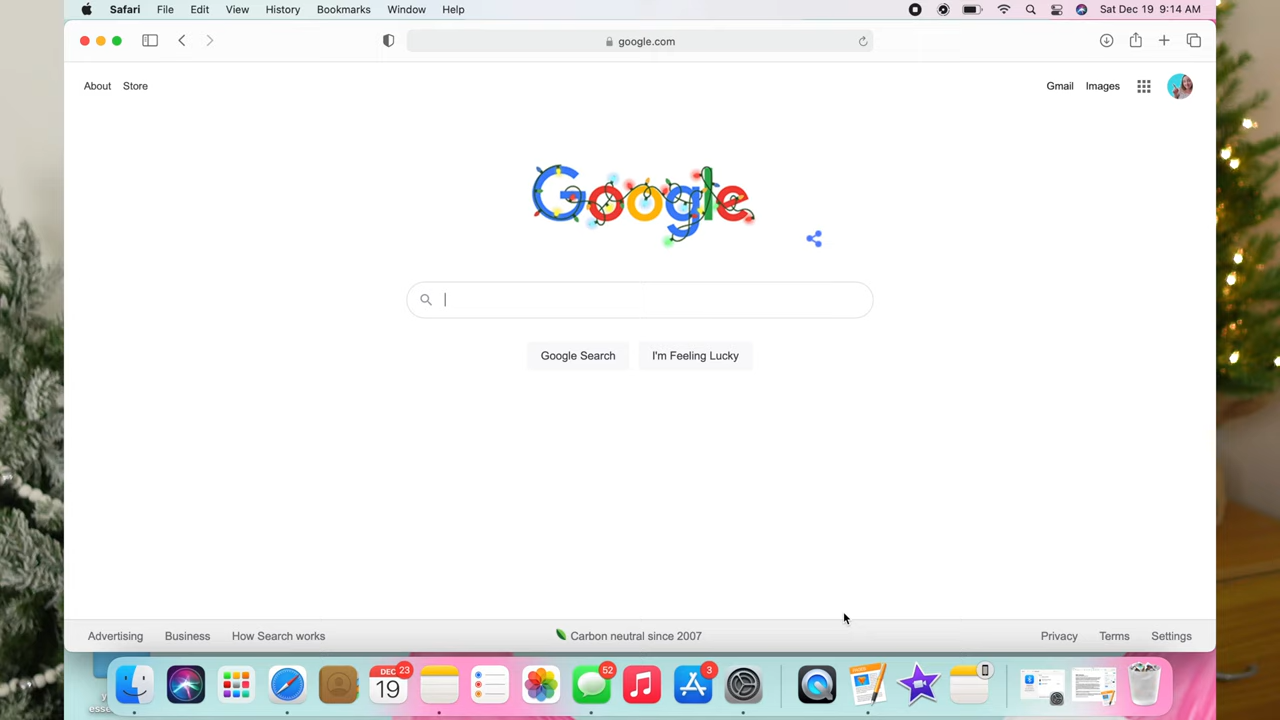 Safari File Edit View History Bookmarks Window Help Sat Dec 19 9:14 AM
google.com
About Store Gmail Images
Google
Google Search I'm Feeling Lucky
Advertising Business How Search works Carbon neutral since 2007 Privacy Terms Settings
DEC 23 52 3
19